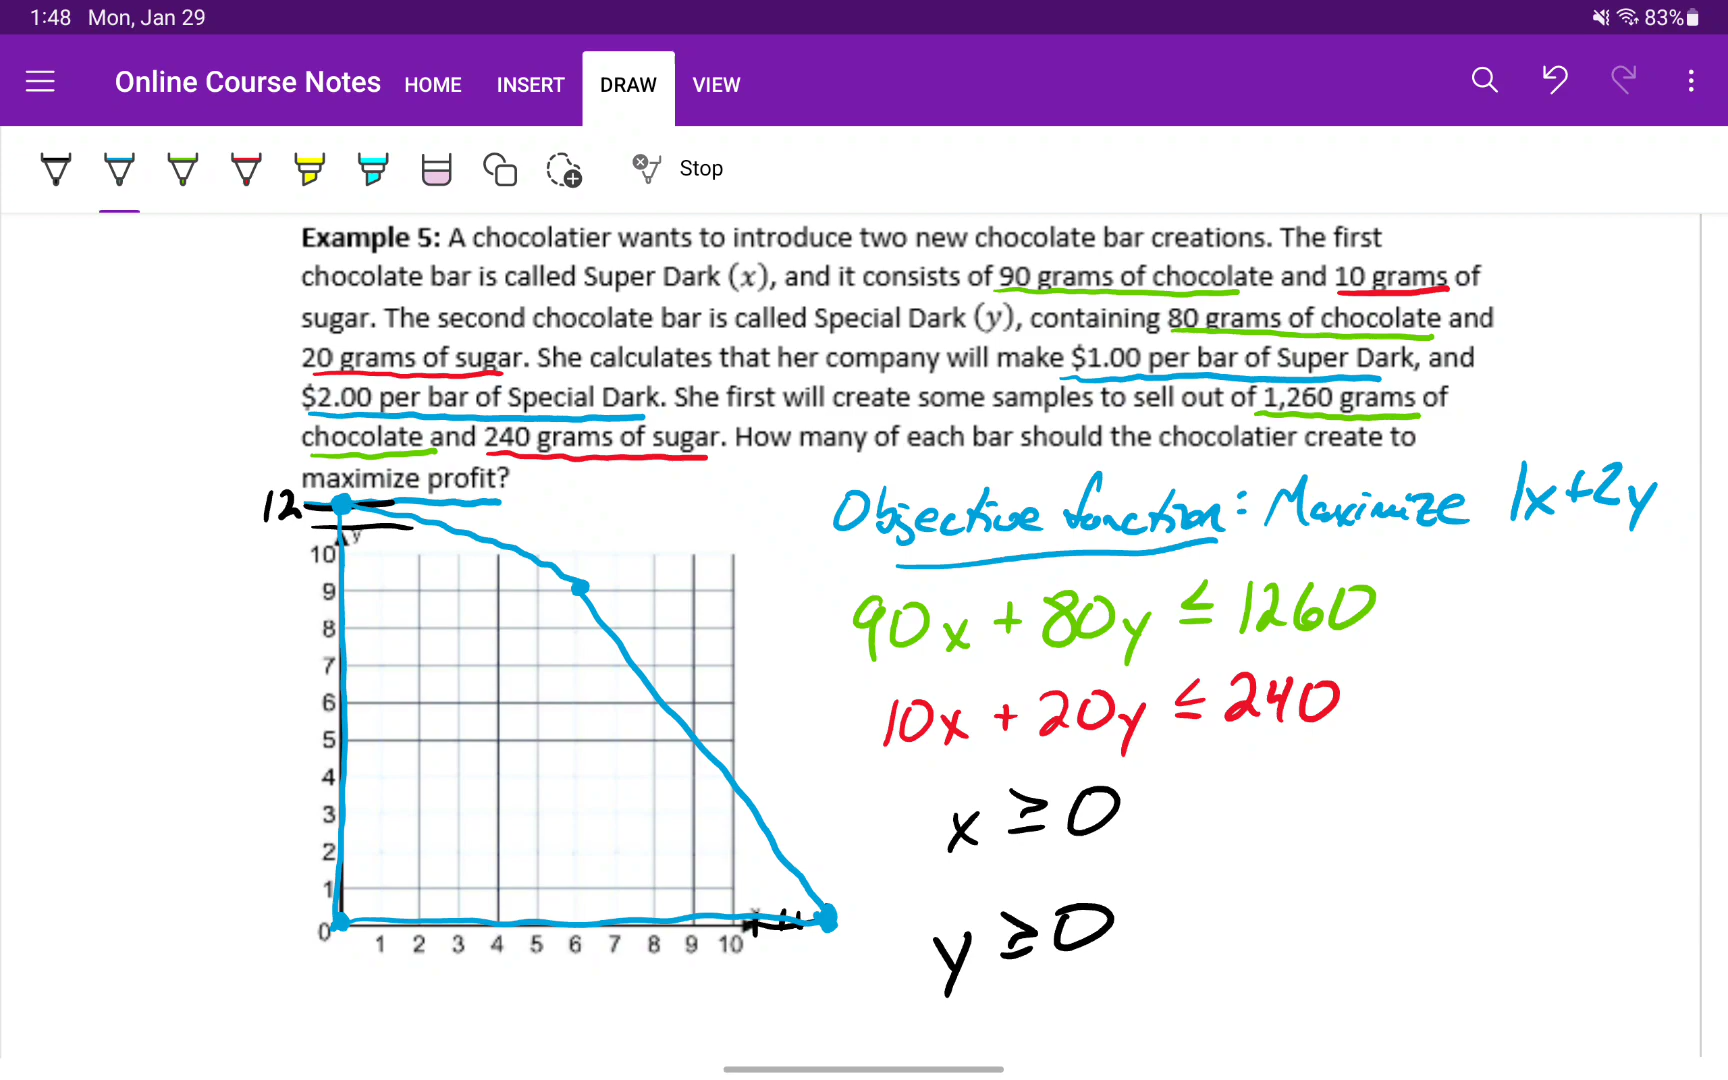 1:48 Mon, Jan 29 83%
Online Course Notes HOME INSERT DRAW VIEW
Stop
Example 5: A chocolatier wants to introduce two new chocolate bar creations. The first
chocolate bar is called Super Dark (x), and it consists of 90 grams of chocolate and 10 grams of
sugar. The second chocolate bar is called Special Dark (y), containing 80 grams of chocolate and
20 grams of sugar. She calculates that her company will make $1.00 per bar of Super Dark, and
$2.00 per bar of Special Dark. She first will create some samples to sell out of 1,260 grams of
chocolate and 240 grams of sugar. How many of each bar should the chocolatier create to
maximize profit?
Objective function: Maximize 1x+2y
12
y
10
9
8
7
6
5
4
3
2
1
0
1 2 3 4 5 6 7 8 9 10
90x + 80y ≤ 1260
10x + 20y ≤ 240
x ≥ 0
y ≥ 0